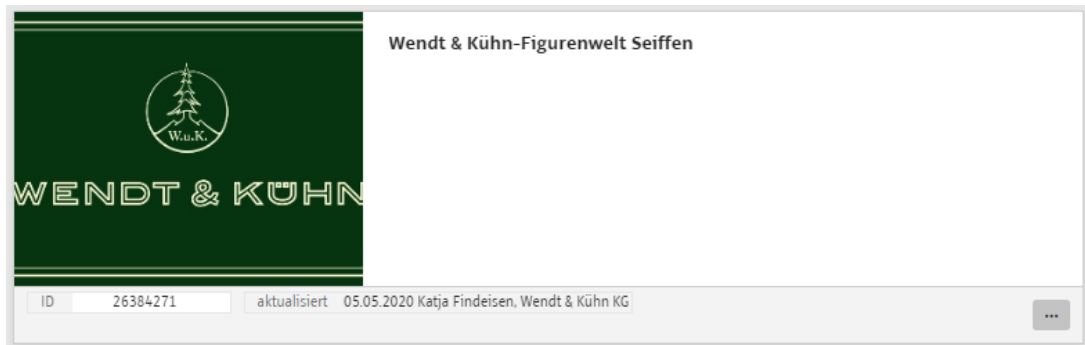 Wendt & Kühn-Figurenwelt Seiffen
W.u.K.
WENDT & KÜHN
ID 26384271 aktualisiert 05.05.2020 Katja Findeisen, Wendt & Kühn KG
...